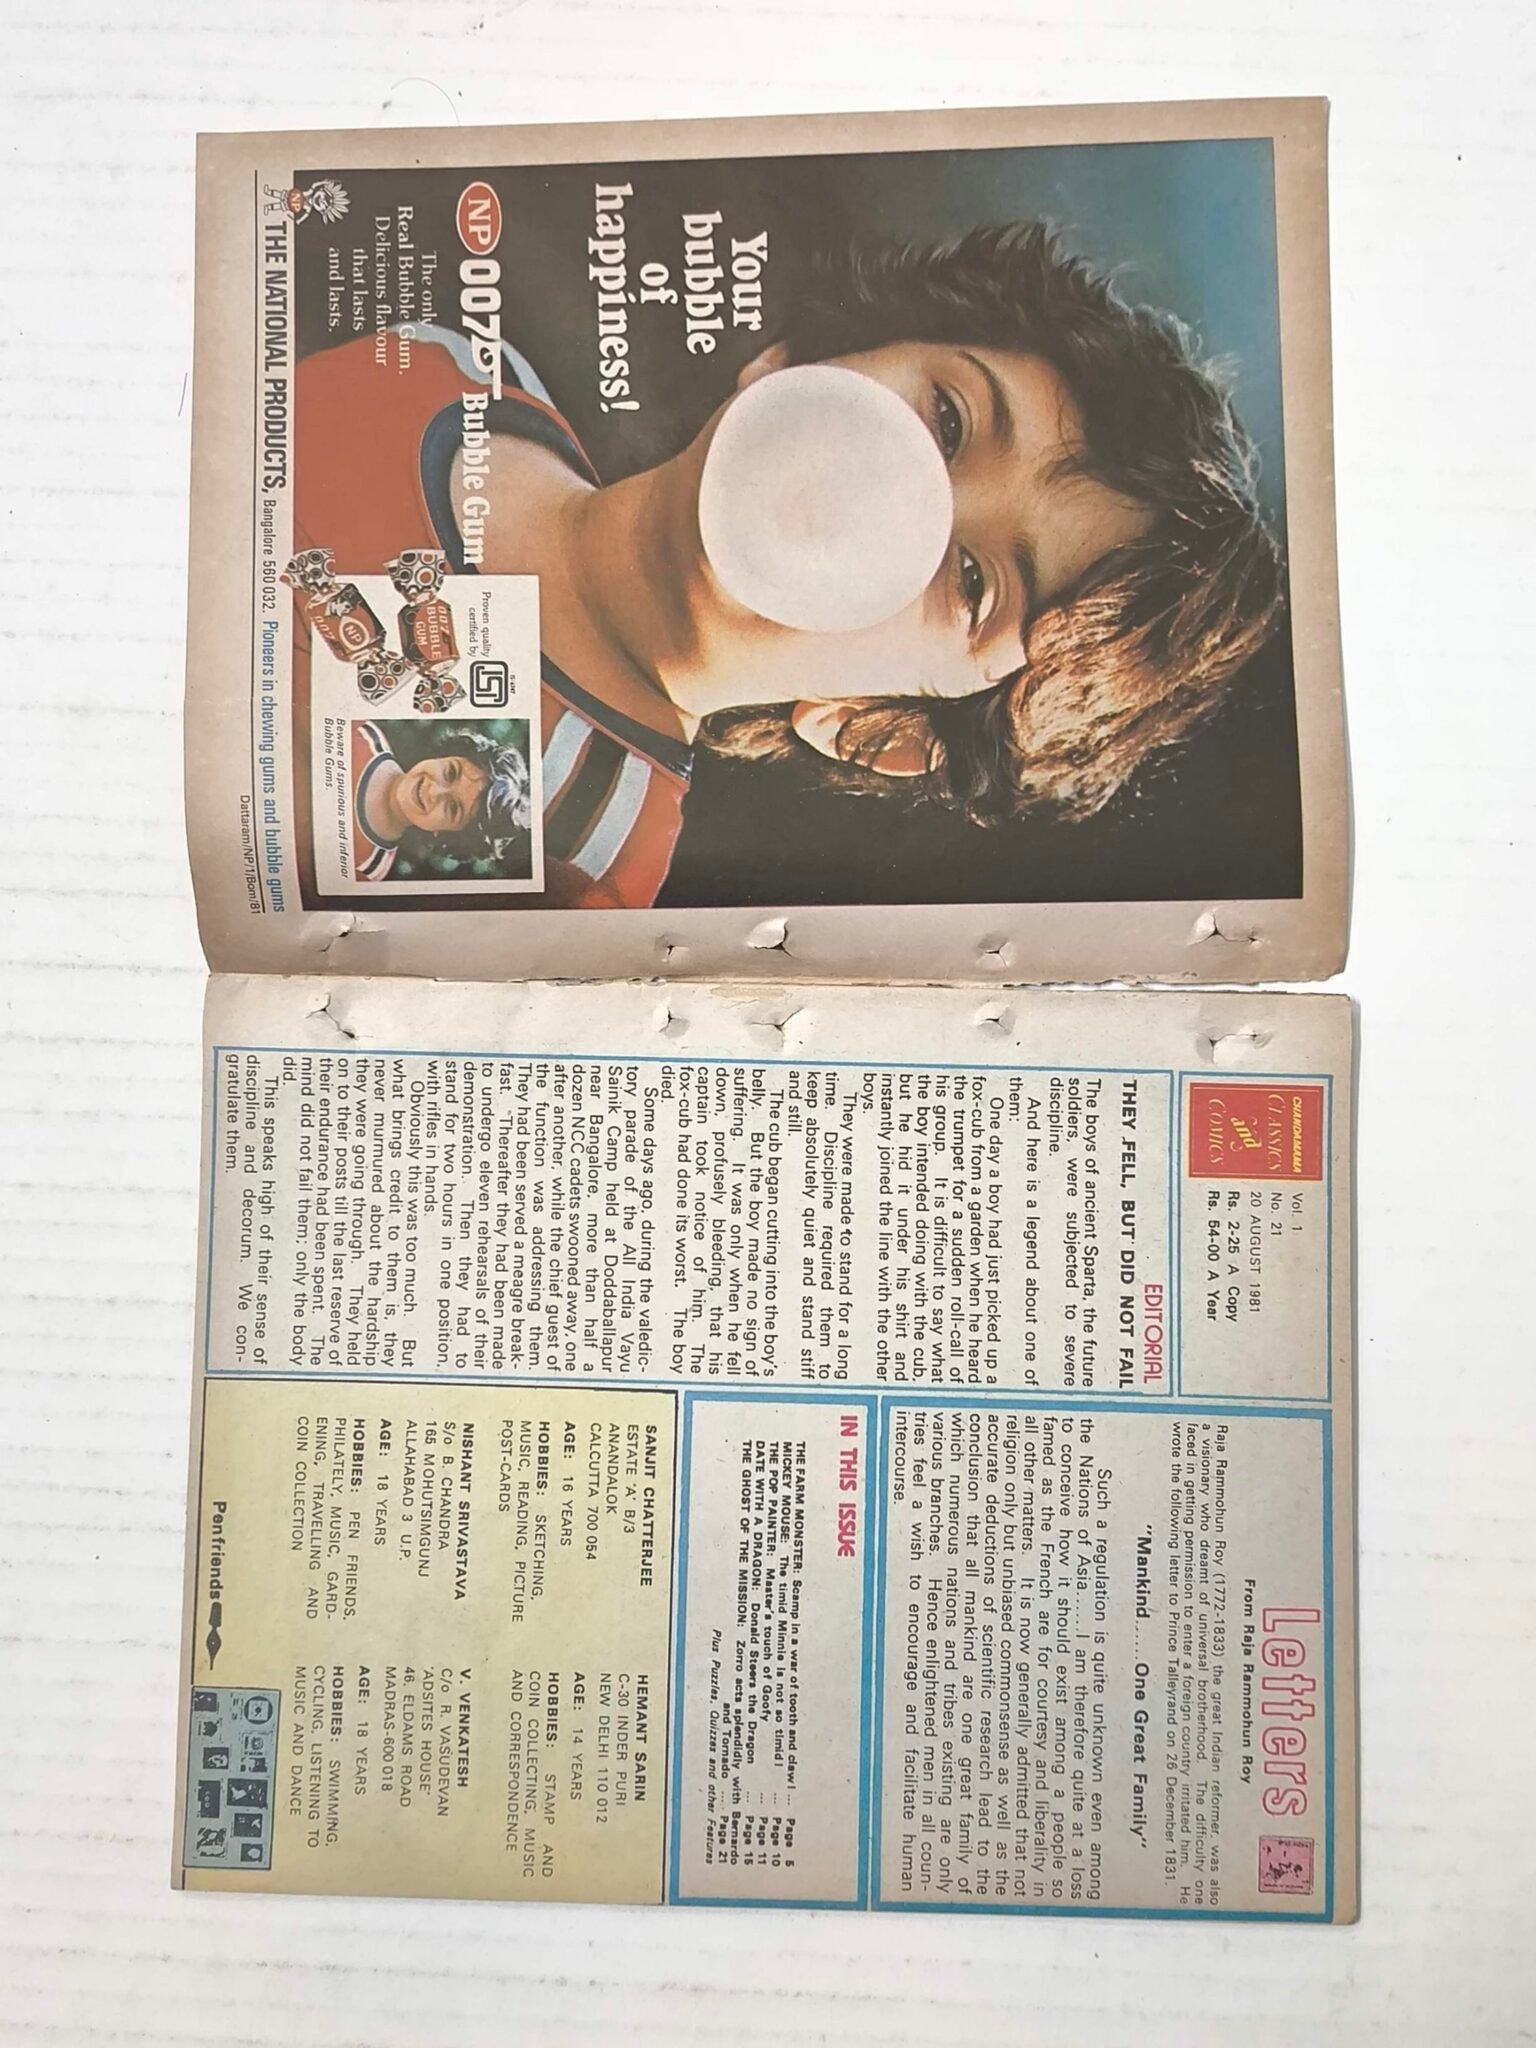 Your
bubble
of
happiness!
NP 007 Bubble Gum
The only
Real Bubble Gum.
Delicious flavour
that lasts
and lasts.
Proven quality
certified by
ISI
007
BUBBLE
GUM
NP
007
Beware of spurious and inferior
Bubble Gums.
NP
THE NATIONAL PRODUCTS, Bangalore 560 032. Pioneers in chewing gums and bubble gums
Dattaram/NP/1/Bom/81
CHANDAMAMA
CLASSICS
and
COMICS
Vol. 1
No. 21
20 AUGUST 1981
Rs. 2-25 A Copy
Rs. 54-00 A Year
EDITORIAL
THEY FELL, BUT DID NOT FAIL
The boys of ancient Sparta, the future
soldiers, were subjected to severe
discipline.
And here is a legend about one of
them:
One day a boy had just picked up a
fox-cub from a garden when he heard
the trumpet for a sudden roll-call of
his group. It is difficult to say what
the boy intended doing with the cub,
but he hid it under his shirt and
instantly joined the line with the other
boys.
They were made to stand for a long
time. Discipline required them to
keep absolutely quiet and stand stiff
and still.
The cub began cutting into the boy's
belly. But the boy made no sign of
suffering. It was only when he fell
down, profusely bleeding, that his
captain took notice of him. The
fox-cub had done its worst. The boy
died.
Some days ago, during the valedic-
tory parade of the All India Vayu
Sainik Camp held at Doddaballapur
near Bangalore, more than half a
dozen NCC cadets swooned away, one
after another, while the chief guest of
the function was addressing them.
They had been served a meagre break-
fast. Thereafter they had been made
to undergo eleven rehearsals of their
demonstration. Then they had to
stand for two hours in one position,
with rifles in hands.
Obviously this was too much. But
what brings credit to them is, they
never murmured about the hardship
they were going through. They held
on to their posts till the last reserve of
their endurance had been spent. The
mind did not fail them; only the body
did.
This speaks high of their sense of
discipline and decorum. We con-
gratulate them.
Letters
From Raja Rammohun Roy
Raja Rammohun Roy (1772-1833) the great Indian reformer, was also
a visionary who dreamt of universal brotherhood. The difficulty one
faced in getting permission to enter a foreign country irritated him. He
wrote the following letter to Prince Talleyrand on 26 December 1831.
"Mankind......One Great Family"
Such a regulation is quite unknown even among
the Nations of Asia......I am therefore quite at a loss
to conceive how it should exist among a people so
famed as the French are for courtesy and liberality in
all other matters. It is now generally admitted that not
religion only but unbiased commonsense as well as the
accurate deductions of scientific research lead to the
conclusion that all mankind are one great family of
which numerous nations and tribes existing are only
various branches. Hence enlightened men in all coun-
tries feel a wish to encourage and facilitate human
intercourse.
IN THIS ISSUE
THE FARM MONSTER: Scamp in a war of tooth and claw! ... Page 5
MICKEY MOUSE: The timid Minnie is not so timid! ... Page 10
THE POP PAINTER: Master's touch of Goofy ... Page 11
DATE WITH A DRAGON: Donald Steers the Dragon ... Page 15
THE GHOST OF THE MISSION: Zorro acts splendidly with Bernardo
and Tornado ..... Page 21
Plus Puzzles, Quizzes and other Features
SANJIT CHATTERJEE
ESTATE 'A' B/3
ANANDALOK
CALCUTTA 700 054
AGE: 16 YEARS
HOBBIES: SKETCHING,
MUSIC, READING, PICTURE
POST-CARDS
HEMANT SARIN
C-30 INDER PURI
NEW DELHI 110 012
AGE: 14 YEARS
HOBBIES: STAMP AND
COIN COLLECTING, MUSIC
AND CORRESPONDENCE
NISHANT SRIVASTAVA
S/o B. CHANDRA
165 MOHUTSIMGUNJ
ALLAHABAD 3 U.P.
AGE: 18 YEARS
HOBBIES: PEN FRIENDS,
PHILATELY, MUSIC, GARD-
ENING, TRAVELLING AND
COIN COLLECTION
V. VENKATESH
C/o R. VASUDEVAN
'ADSITES HOUSE'
46, ELDAMS ROAD
MADRAS-600 018
AGE: 18 YEARS
HOBBIES: SWIMMING,
CYCLING, LISTENING TO
MUSIC AND DANCE
Penfriends